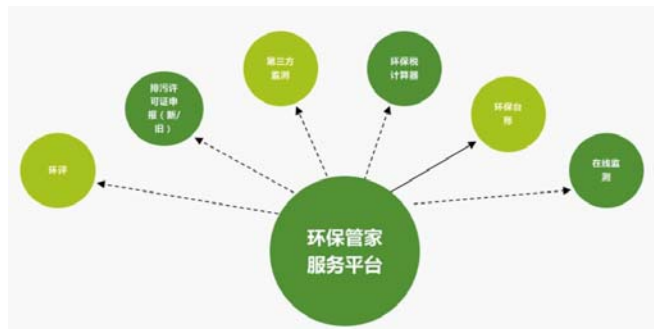 第三方
监测
环保税
计算器
排污许
可证申
报（新/
旧）
环保台
账
环评
在线监
测
环保管家
服务平台